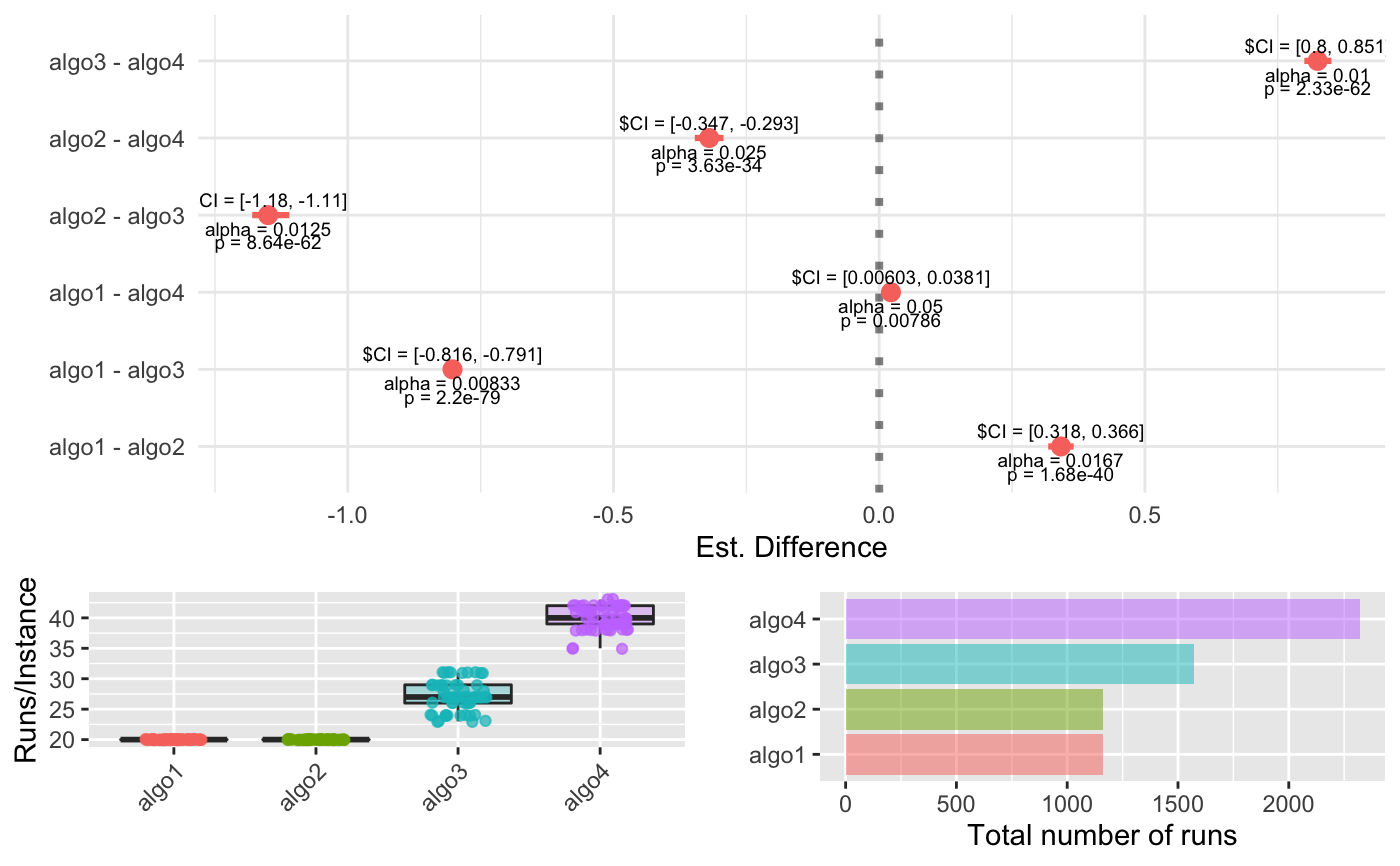 algo3 - algo4
$CI = [0.8, 0.851]
alpha = 0.01
p = 2.33e-62
algo2 - algo4
$CI = [-0.347, -0.293]
alpha = 0.025
p = 3.63e-34
algo2 - algo3
CI = [-1.18, -1.11]
alpha = 0.0125
p = 8.64e-62
algo1 - algo4
$CI = [0.00603, 0.0381]
alpha = 0.05
p = 0.00786
algo1 - algo3
$CI = [-0.816, -0.791]
alpha = 0.00833
p = 2.2e-79
algo1 - algo2
$CI = [0.318, 0.366]
alpha = 0.0167
p = 1.68e-40
-1.0 -0.5 0.0 0.5
Est. Difference
Runs/Instance
40
35
30
25
20
algo1 algo2 algo3 algo4
algo4
algo3
algo2
algo1
0 500 1000 1500 2000
Total number of runs